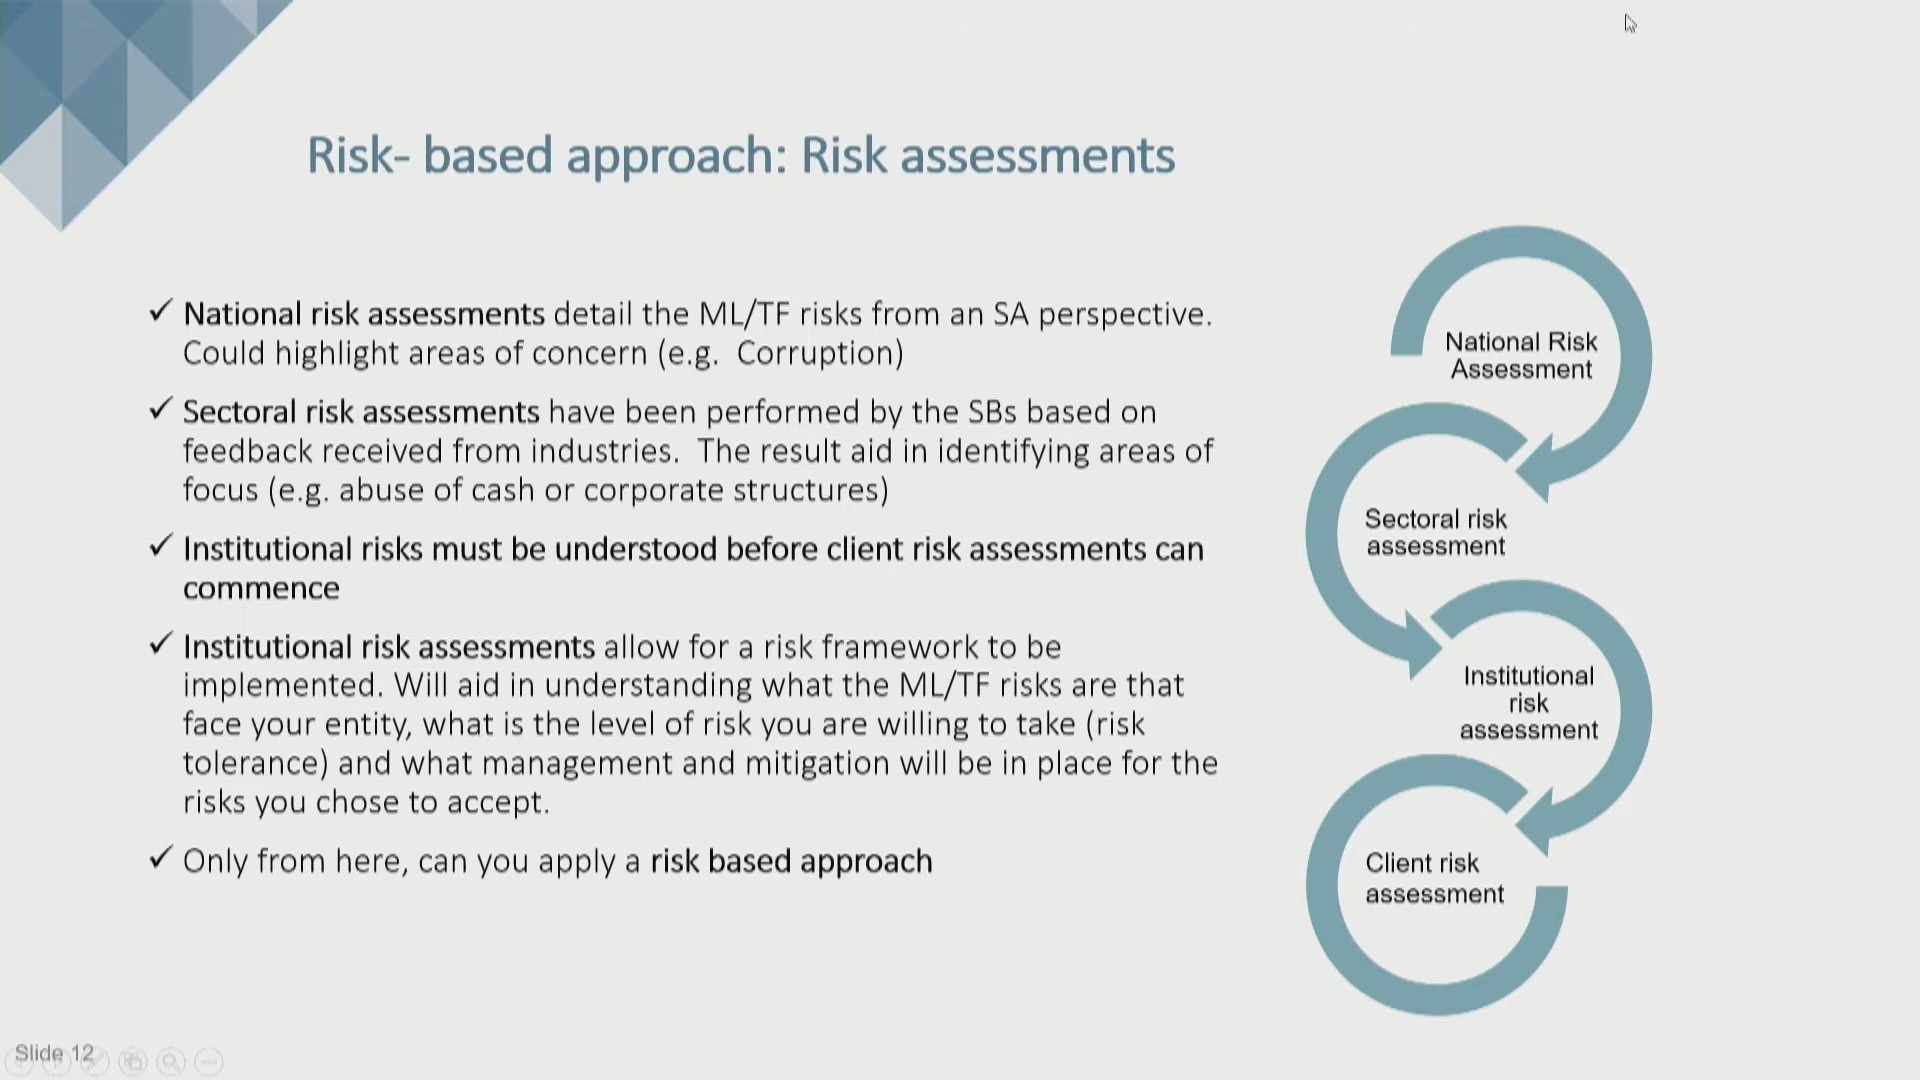 Risk- based approach: Risk assessments
✓ National risk assessments detail the ML/TF risks from an SA perspective.
Could highlight areas of concern (e.g. Corruption)
✓ Sectoral risk assessments have been performed by the SBs based on
feedback received from industries. The result aid in identifying areas of
focus (e.g. abuse of cash or corporate structures)
✓ Institutional risks must be understood before client risk assessments can
commence
✓ Institutional risk assessments allow for a risk framework to be
implemented. Will aid in understanding what the ML/TF risks are that
face your entity, what is the level of risk you are willing to take (risk
tolerance) and what management and mitigation will be in place for the
risks you chose to accept.
✓ Only from here, can you apply a risk based approach
National Risk
Assessment
Sectoral risk
assessment
Institutional
risk
assessment
Client risk
assessment
Slide 12